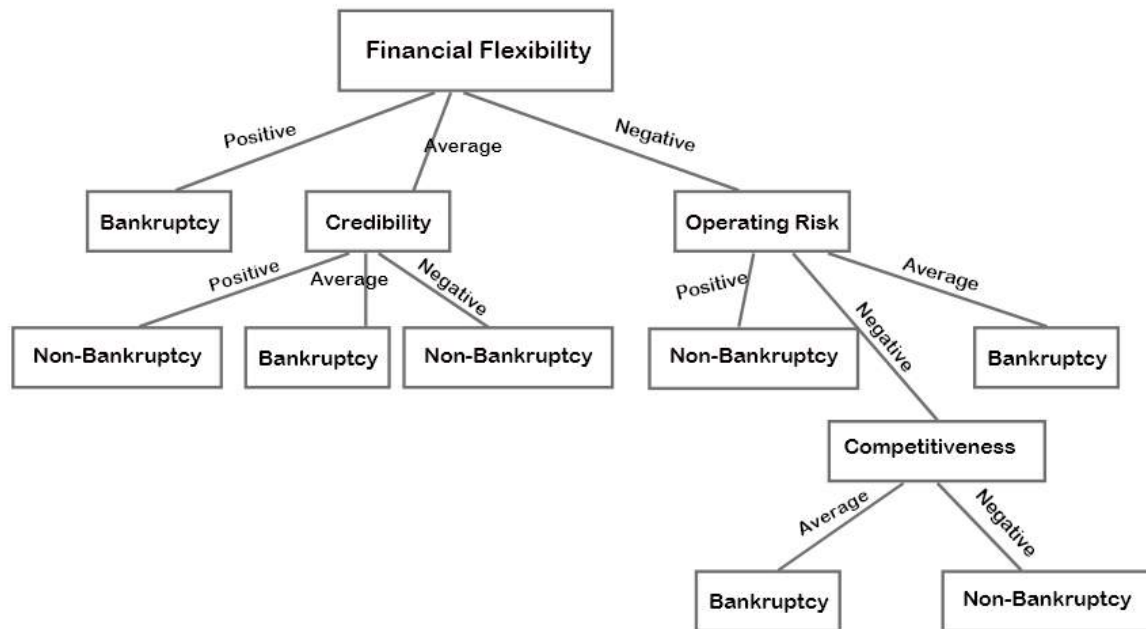 Financial Flexibility
Positive
Average
Negative
Bankruptcy
Credibility
Operating Risk
Positive
Average
Negative
Positive
Negative
Average
Non-Bankruptcy
Bankruptcy
Non-Bankruptcy
Non-Bankruptcy
Bankruptcy
Competitiveness
Average
Negative
Bankruptcy
Non-Bankruptcy